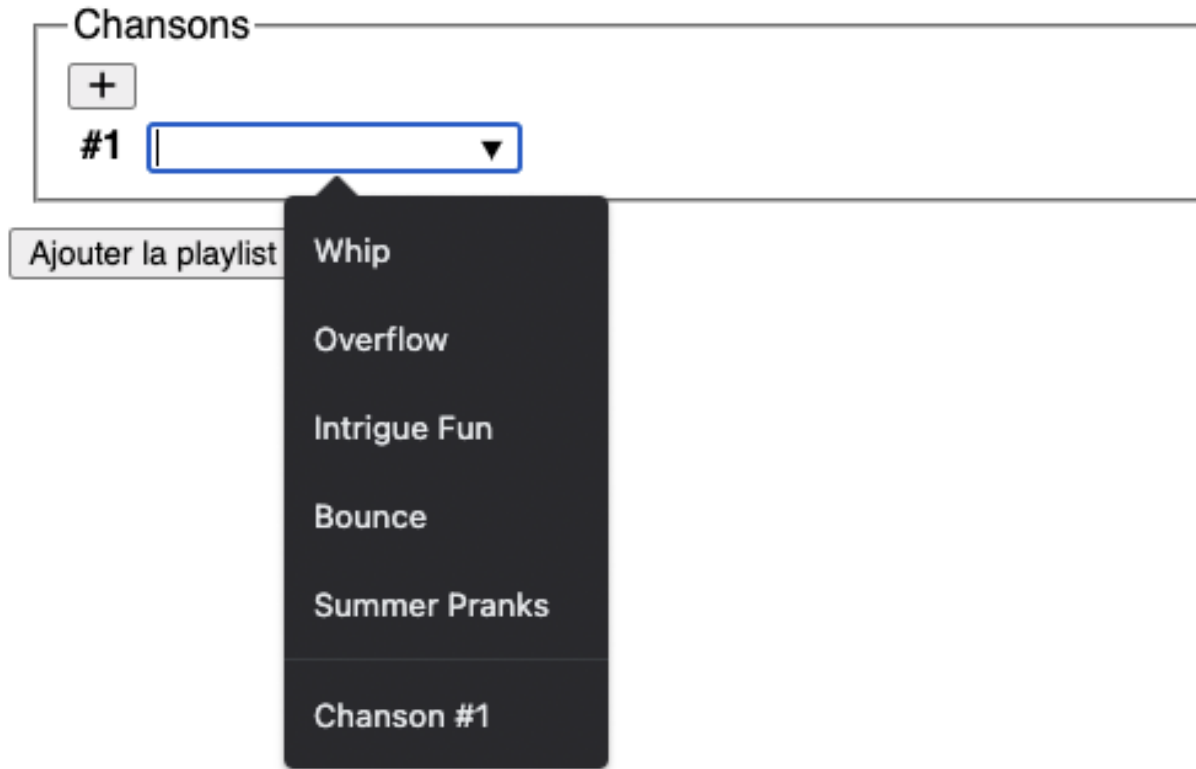 Chansons
+
#1
Ajouter la playlist
Whip
Overflow
Intrigue Fun
Bounce
Summer Pranks
Chanson #1